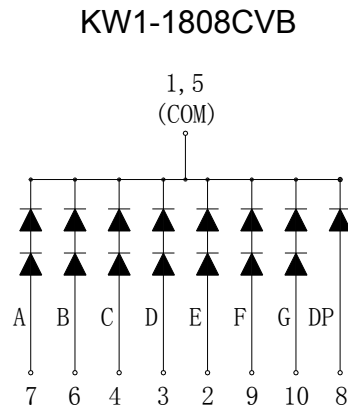 KW1-1808CVB
1,5
(COM)
A B C D E F G DP
7 6 4 3 2 9 10 8